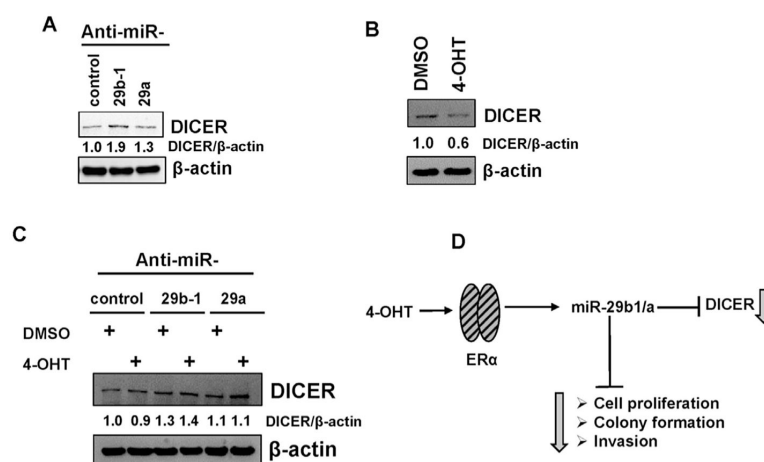 A
Anti-miR-
control 29b-1 29a
DICER
1.0 1.9 1.3 DICER/β-actin
β-actin
B
DMSO 4-OHT
DICER
1.0 0.6 DICER/β-actin
β-actin
C
Anti-miR-
control 29b-1 29a
DMSO + + +
4-OHT + + +
DICER
1.0 0.9 1.3 1.4 1.1 1.1 DICER/β-actin
β-actin
D
4-OHT ERα miR-29b1/a DICER
➢ Cell proliferation
➢ Colony formation
➢ Invasion